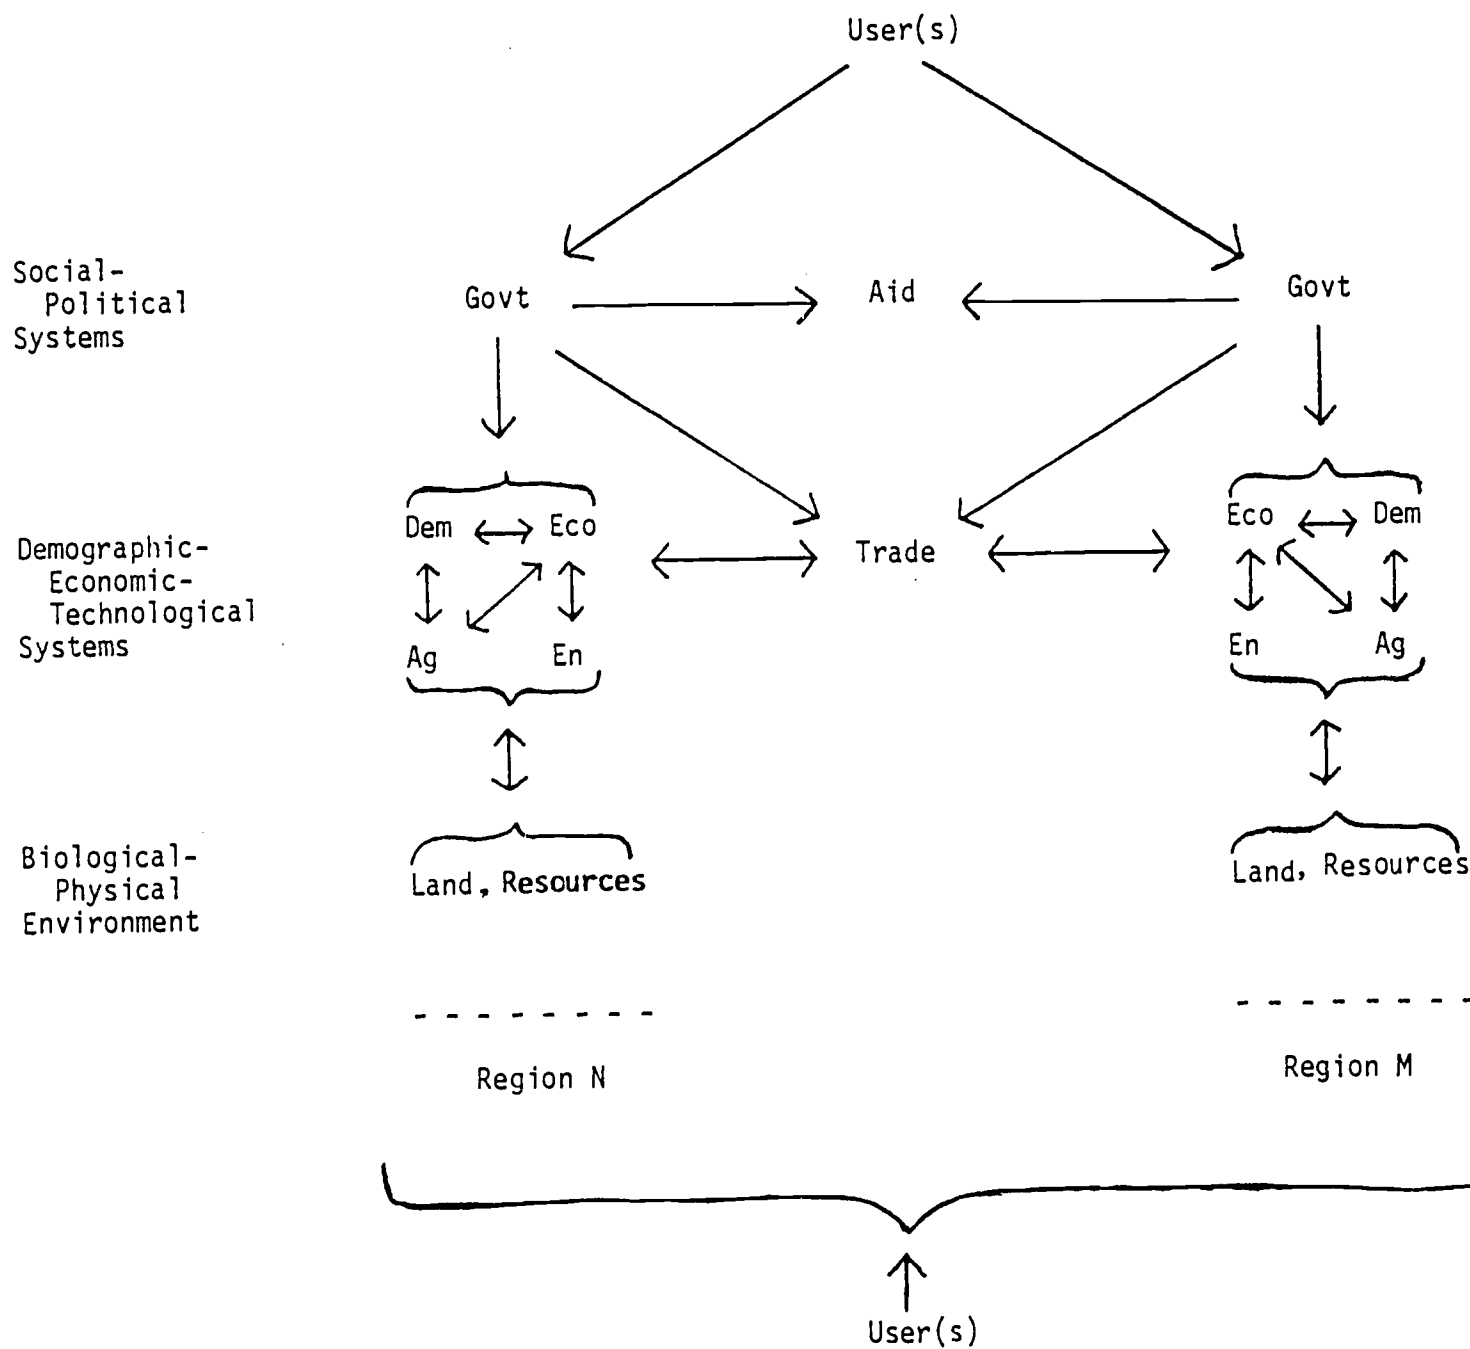 User(s)
Social-
Political
Systems
Govt
Aid
Govt
Dem
Eco
Trade
Eco
Dem
Demographic-
Economic-
Technological
Systems
Ag
En
En
Ag
Biological-
Physical
Environment
Land, Resources
Land, Resources
Region N
Region M
User(s)